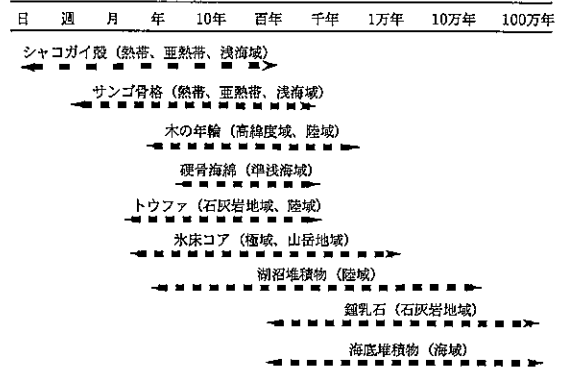 日 週 月 年 10年 百年 千年 1万年 10万年 100万年
シャコガイ殻（熱帯、亜熱帯、浅海域）
サンゴ骨格（熱帯、亜熱帯、浅海域）
木の年輪（高緯度域、陸域）
硬骨海綿（準浅海域）
トウファ（石灰岩地域、陸域）
氷床コア（極域、山岳地域）
湖沼堆積物（陸域）
鍾乳石（石灰岩地域）
海底堆積物（海域）